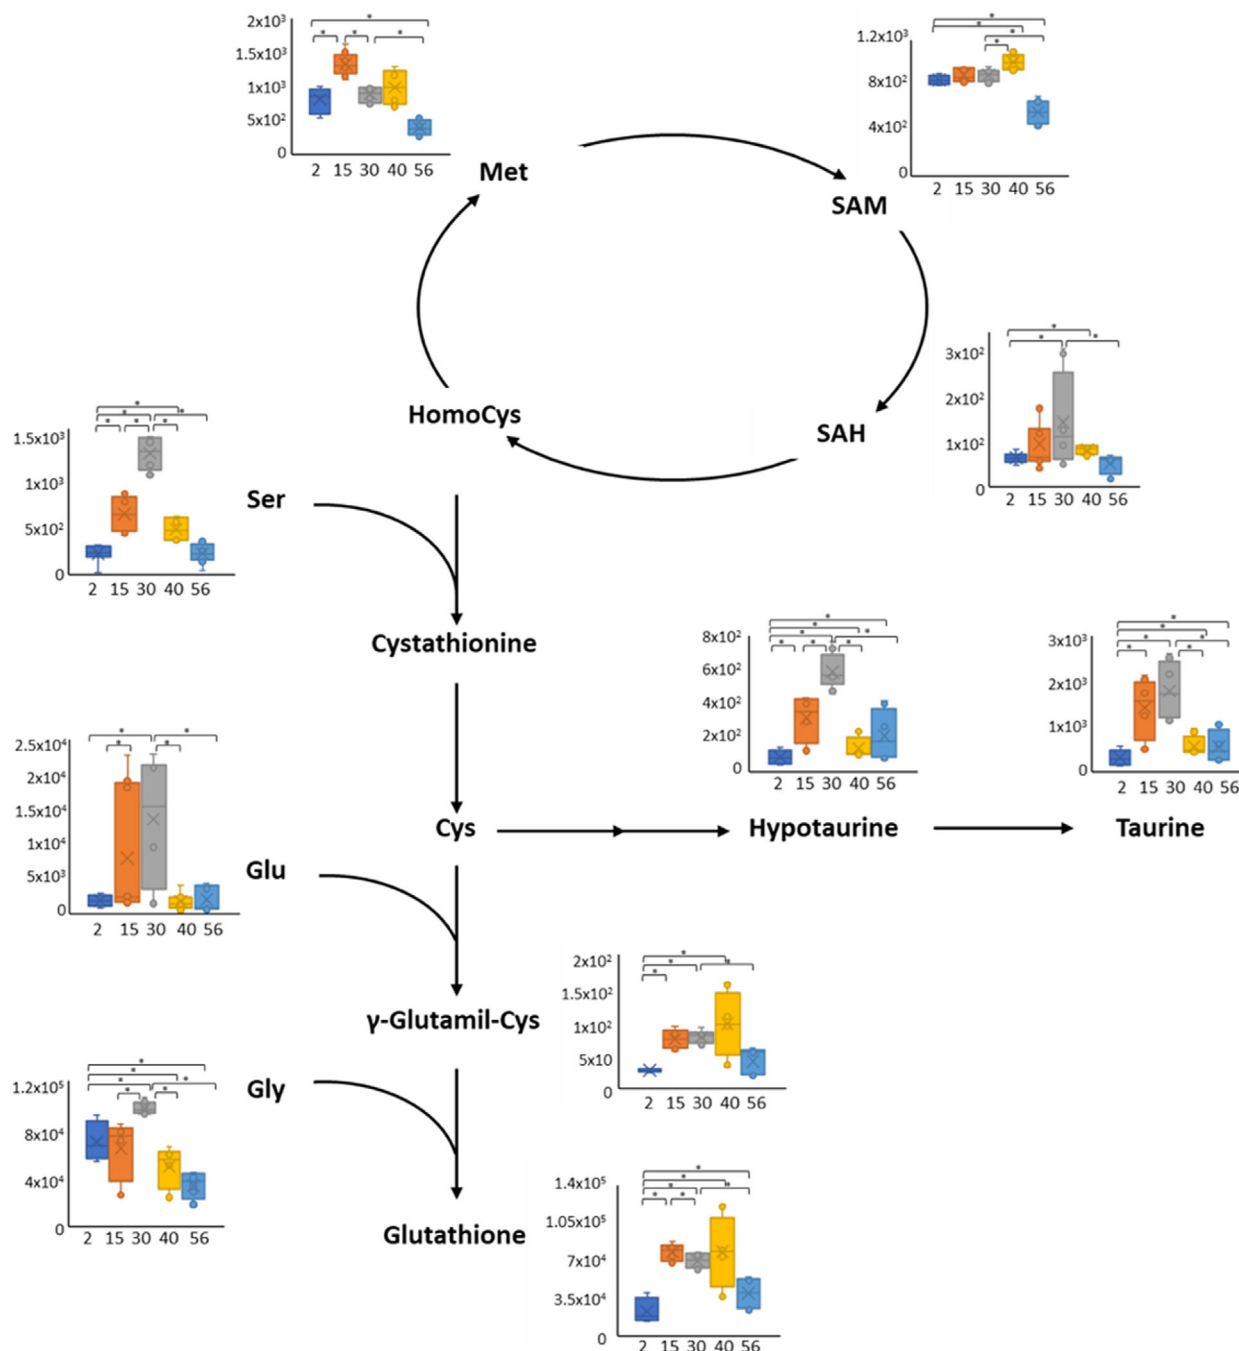 2x10³
1.5x10³
1x10³
5x10²
0
2 15 30 40 56
* * * *
Met
1.2x10³
8x10²
4x10²
0
2 15 30 40 56
* * * *
SAM
3x10²
2x10²
1x10²
0
2 15 30 40 56
* * *
SAH
HomoCys
1.5x10³
1x10³
5x10²
0
2 15 30 40 56
* * * * * *
Ser
Cystathionine
8x10²
6x10²
4x10²
2x10²
0
2 15 30 40 56
* * * * * * *
Hypotaurine
3x10³
2x10³
1x10³
0
2 15 30 40 56
* * * * * *
Taurine
2.5x10⁴
2x10⁴
1.5x10⁴
1x10⁴
5x10³
0
2 15 30 40 56
* * * *
Glu
Cys
2x10²
1.5x10²
1x10²
5x10
0
2 15 30 40 56
* * * *
γ-Glutamil-Cys
1.2x10⁵
8x10⁴
4x10⁴
0
2 15 30 40 56
* * * * * *
Gly
Glutathione
1.4x10⁵
1.05x10⁵
7x10⁴
3.5x10⁴
0
2 15 30 40 56
* * * * * *